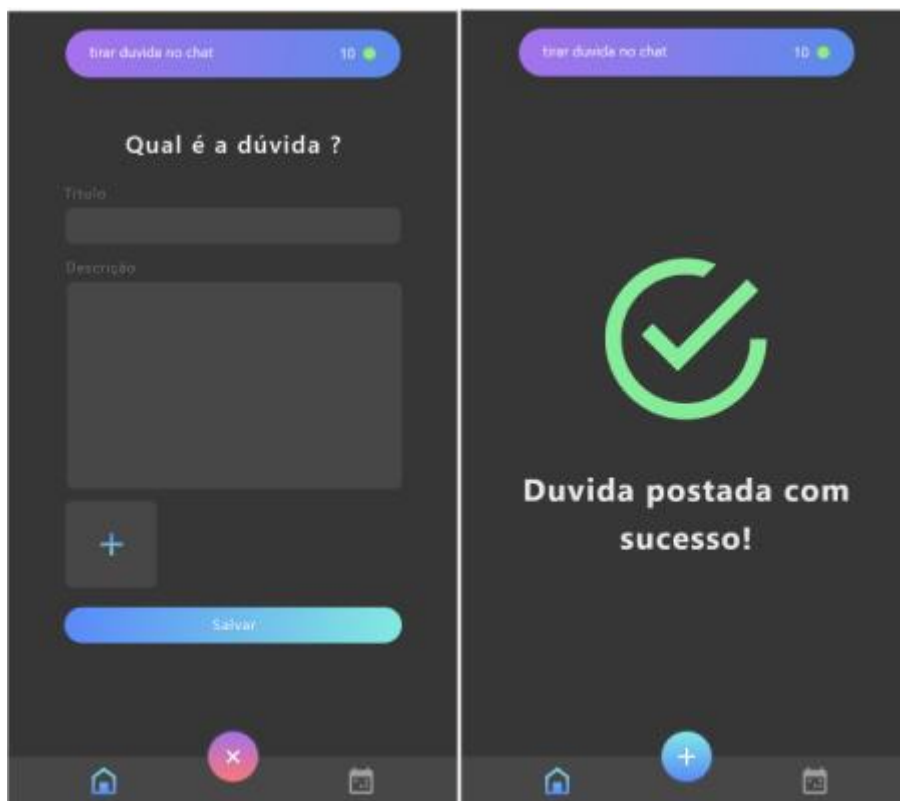 tirar duvida no chat 10
Qual é a dúvida ?
Titulo
Descrição
Salvar
tirar duvida no chat 10
Duvida postada com
sucesso!